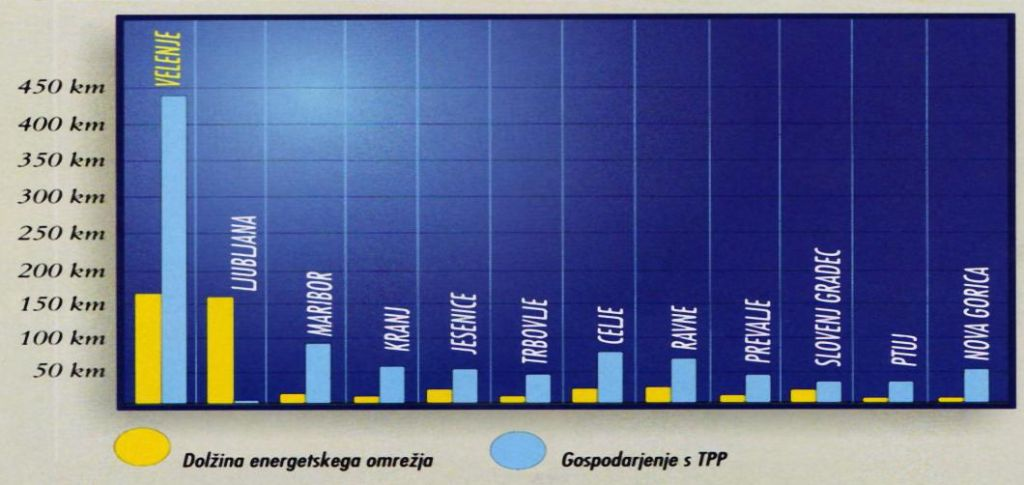 450 km
400 km
350 km
300 km
250 km
200 km
150 km
100 km
50 km
VELENJE
LJUBLJANA
MARIBOR
KRANJ
JESENICE
TRBOVLJE
CELJE
RAVNE
PREVALJE
SLOVENJ GRADEC
PTUJ
NOVA GORICA
Dolžina energetskega omrežja
Gospodarjenje s TPP